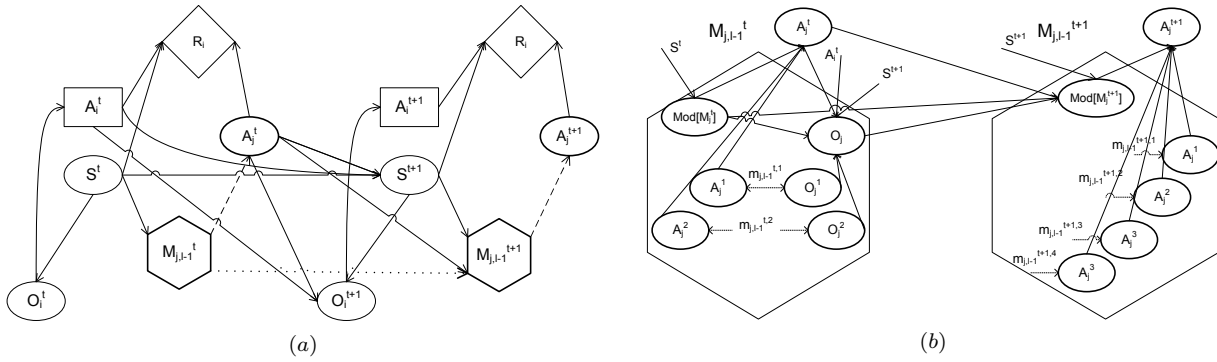 R_i
R_i
A_i^t
A_j^t
A_i^{t+1}
A_j^{t+1}
S^t
S^{t+1}
M_{j,l-1}^t
M_{j,l-1}^{t+1}
O_i^t
O_i^{t+1}
(a)
M_{j,l-1}^t
A_j^t
M_{j,l-1}^{t+1}
A_j^{t+1}
S^t
A_i^t
S^{t+1}
S^{t+1}
Mod[M_j^t]
O_j
Mod[M_j^{t+1}]
A_j^1
m_{j,l-1}^{t,1}
O_j^1
A_j^2
m_{j,l-1}^{t,2}
O_j^2
m_{j,l-1}^{t+1,1}
A_j^1
m_{j,l-1}^{t+1,2}
A_j^2
m_{j,l-1}^{t+1,3}
A_j^3
m_{j,l-1}^{t+1,4}
A_j^3
(b)